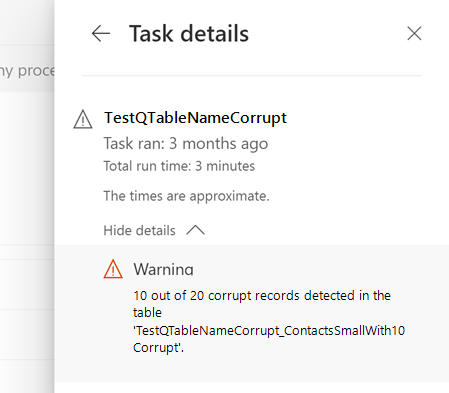 Task details
ny proce
TestQTableNameCorrupt
Task ran: 3 months ago
Total run time: 3 minutes
The times are approximate.
Hide details
Warning
10 out of 20 corrupt records detected in the
table
'TestQTableNameCorrupt_ContactsSmallWith10
Corrupt'.